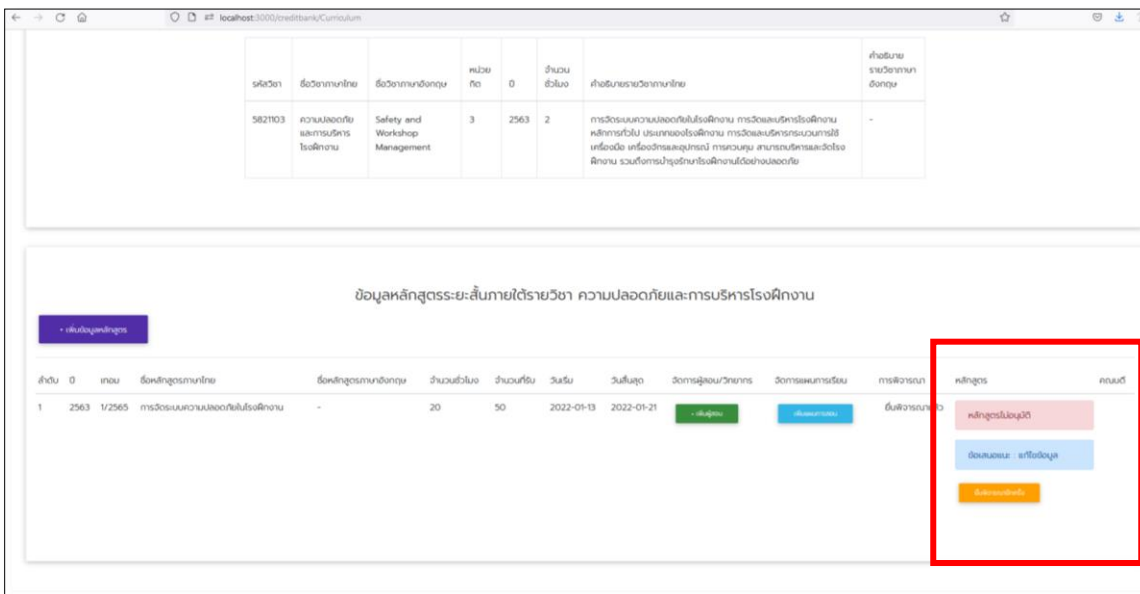 localhost:3000/creditbank/Curriculum
รหัสวิชา ชื่อวิชาภาษาไทย ชื่อวิชาภาษาอังกฤษ หน่วยกิต ปี จำนวนชั่วโมง คำอธิบายรายวิชาภาษาไทย คำอธิบายรายวิชาภาษาอังกฤษ
5821103 ความปลอดภัยและการบริหารโรงฝึกงาน Safety and Workshop Management 3 2563 2 การจัดระบบความปลอดภัยในโรงฝึกงาน การจัดและบริหารโรงฝึกงาน
หลักการทั่วไป ประเภทของโรงฝึกงาน การจัดและบริหารกระบวนการใช้
เครื่องมือ เครื่องจักรและอุปกรณ์ การควบคุม สามารถบริหารและจัดโรง
ฝึกงาน รวมถึงการบำรุงรักษาโรงฝึกงานได้อย่างปลอดภัย -
ข้อมูลหลักสูตรระยะสั้นภายใต้รายวิชา ความปลอดภัยและการบริหารโรงฝึกงาน
+ เพิ่มข้อมูลหลักสูตร
ลำดับ ปี เทอม ชื่อหลักสูตรภาษาไทย ชื่อหลักสูตรภาษาอังกฤษ จำนวนชั่วโมง จำนวนที่รับ วันเริ่ม วันสิ้นสุด จัดการผู้สอน/วิทยากร จัดการแผนการเรียน การพิจารณา หลักสูตร คณบดี
1 2563 1/2565 การจัดระบบความปลอดภัยในโรงฝึกงาน - 20 50 2022-01-13 2022-01-21 + เพิ่มผู้สอน เพิ่มแผนการสอน ยื่นพิจารณาแล้ว หลักสูตรไม่อนุมัติ
ข้อเสนอแนะ : แก้ไขข้อมูล
ยื่นพิจารณาอีกครั้ง